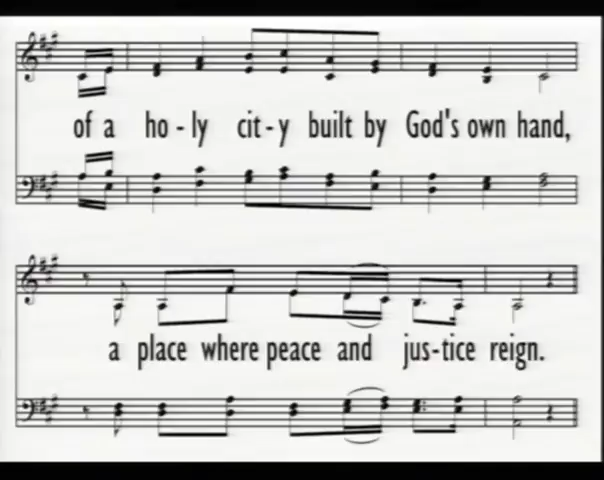 of a ho - ly cit - y built by God's own hand,
a place where peace and jus - tice reign.